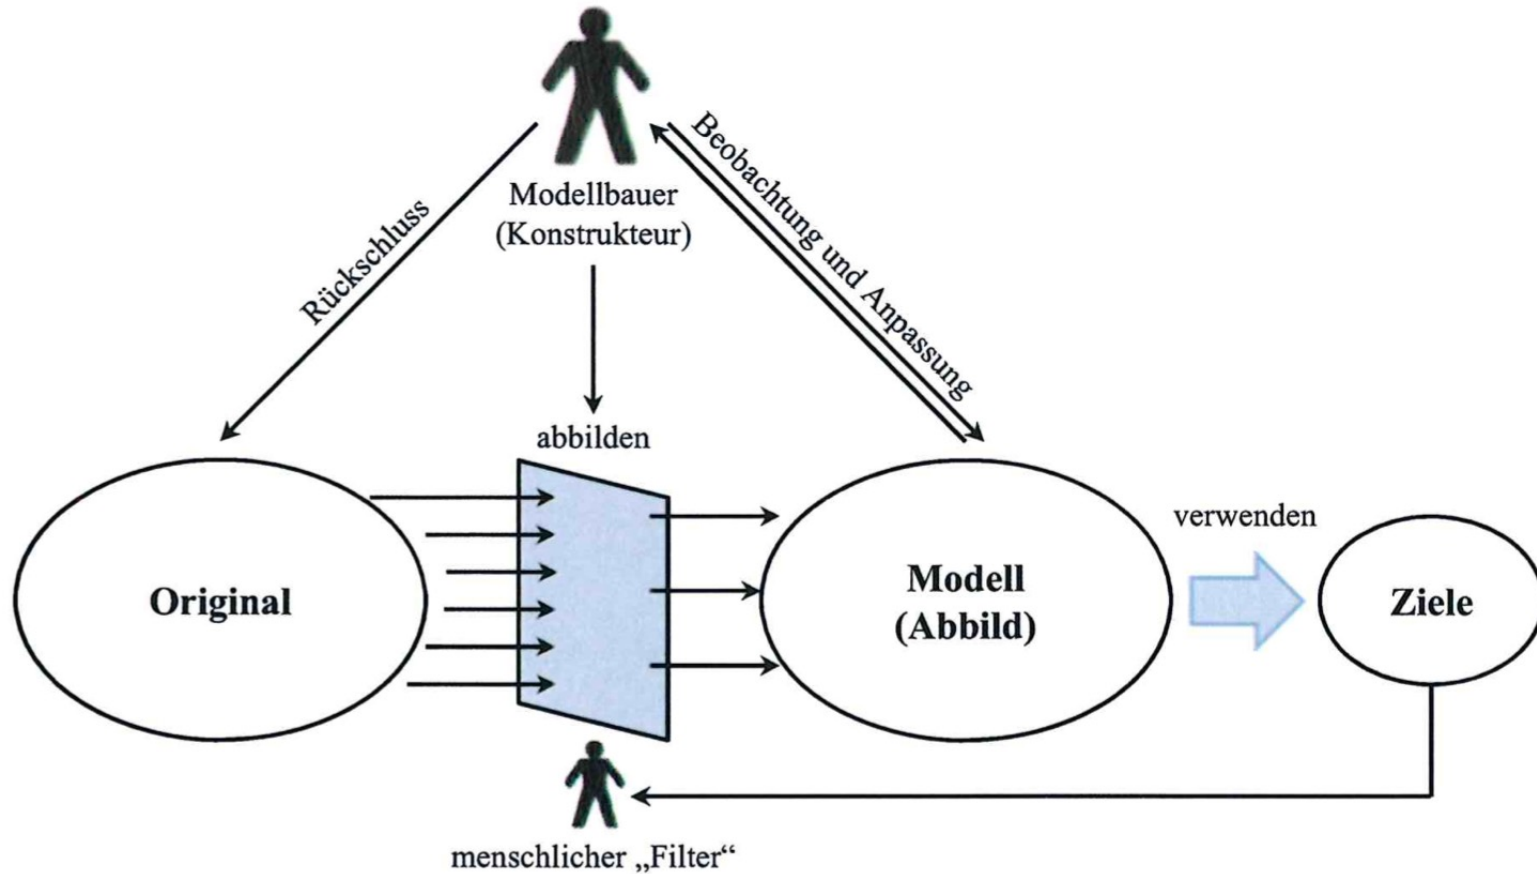 Modellbauer
(Konstrukteur)
Rückschluss
Beobachtung und Anpassung
abbilden
verwenden
Original
Modell
(Abbild)
Ziele
menschlicher „Filter“